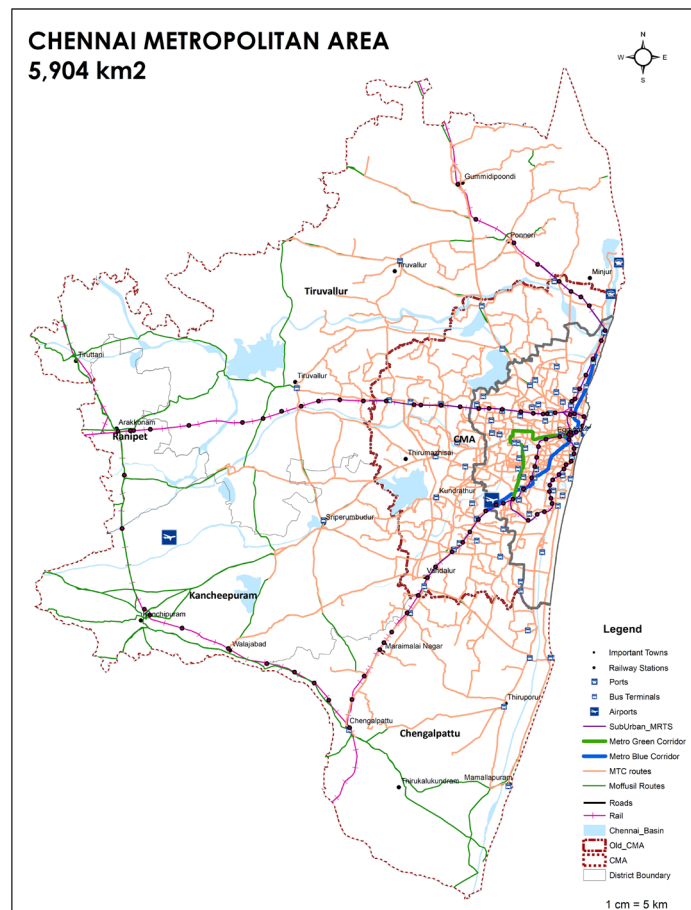 CHENNAI METROPOLITAN AREA
5,904 km2
N
W
E
S
Gummidipoondi
Ponneri
Minjur
Tiruvallur
Tiruvallur
Tiruttani
Tiruvallur
Arakkonam
Ranipet
CMA
Thirumazhisai
Kundrathur
Sriperumbudur
Vandalur
Kancheepuram
Kanchipuram
Walajabad
Maraimalai Nagar
Thiruporur
Chengalpattu
Chengalpattu
Thirukalukundram
Mamallapuram
Legend
Important Towns
Railway Stations
Ports
Bus Terminals
Airports
SubUrban_MRTS
Metro Green Corridor
Metro Blue Corridor
MTC routes
Moffusil Routes
Roads
Rail
Chennai_Basin
Old_CMA
CMA
District Boundary
1 cm = 5 km